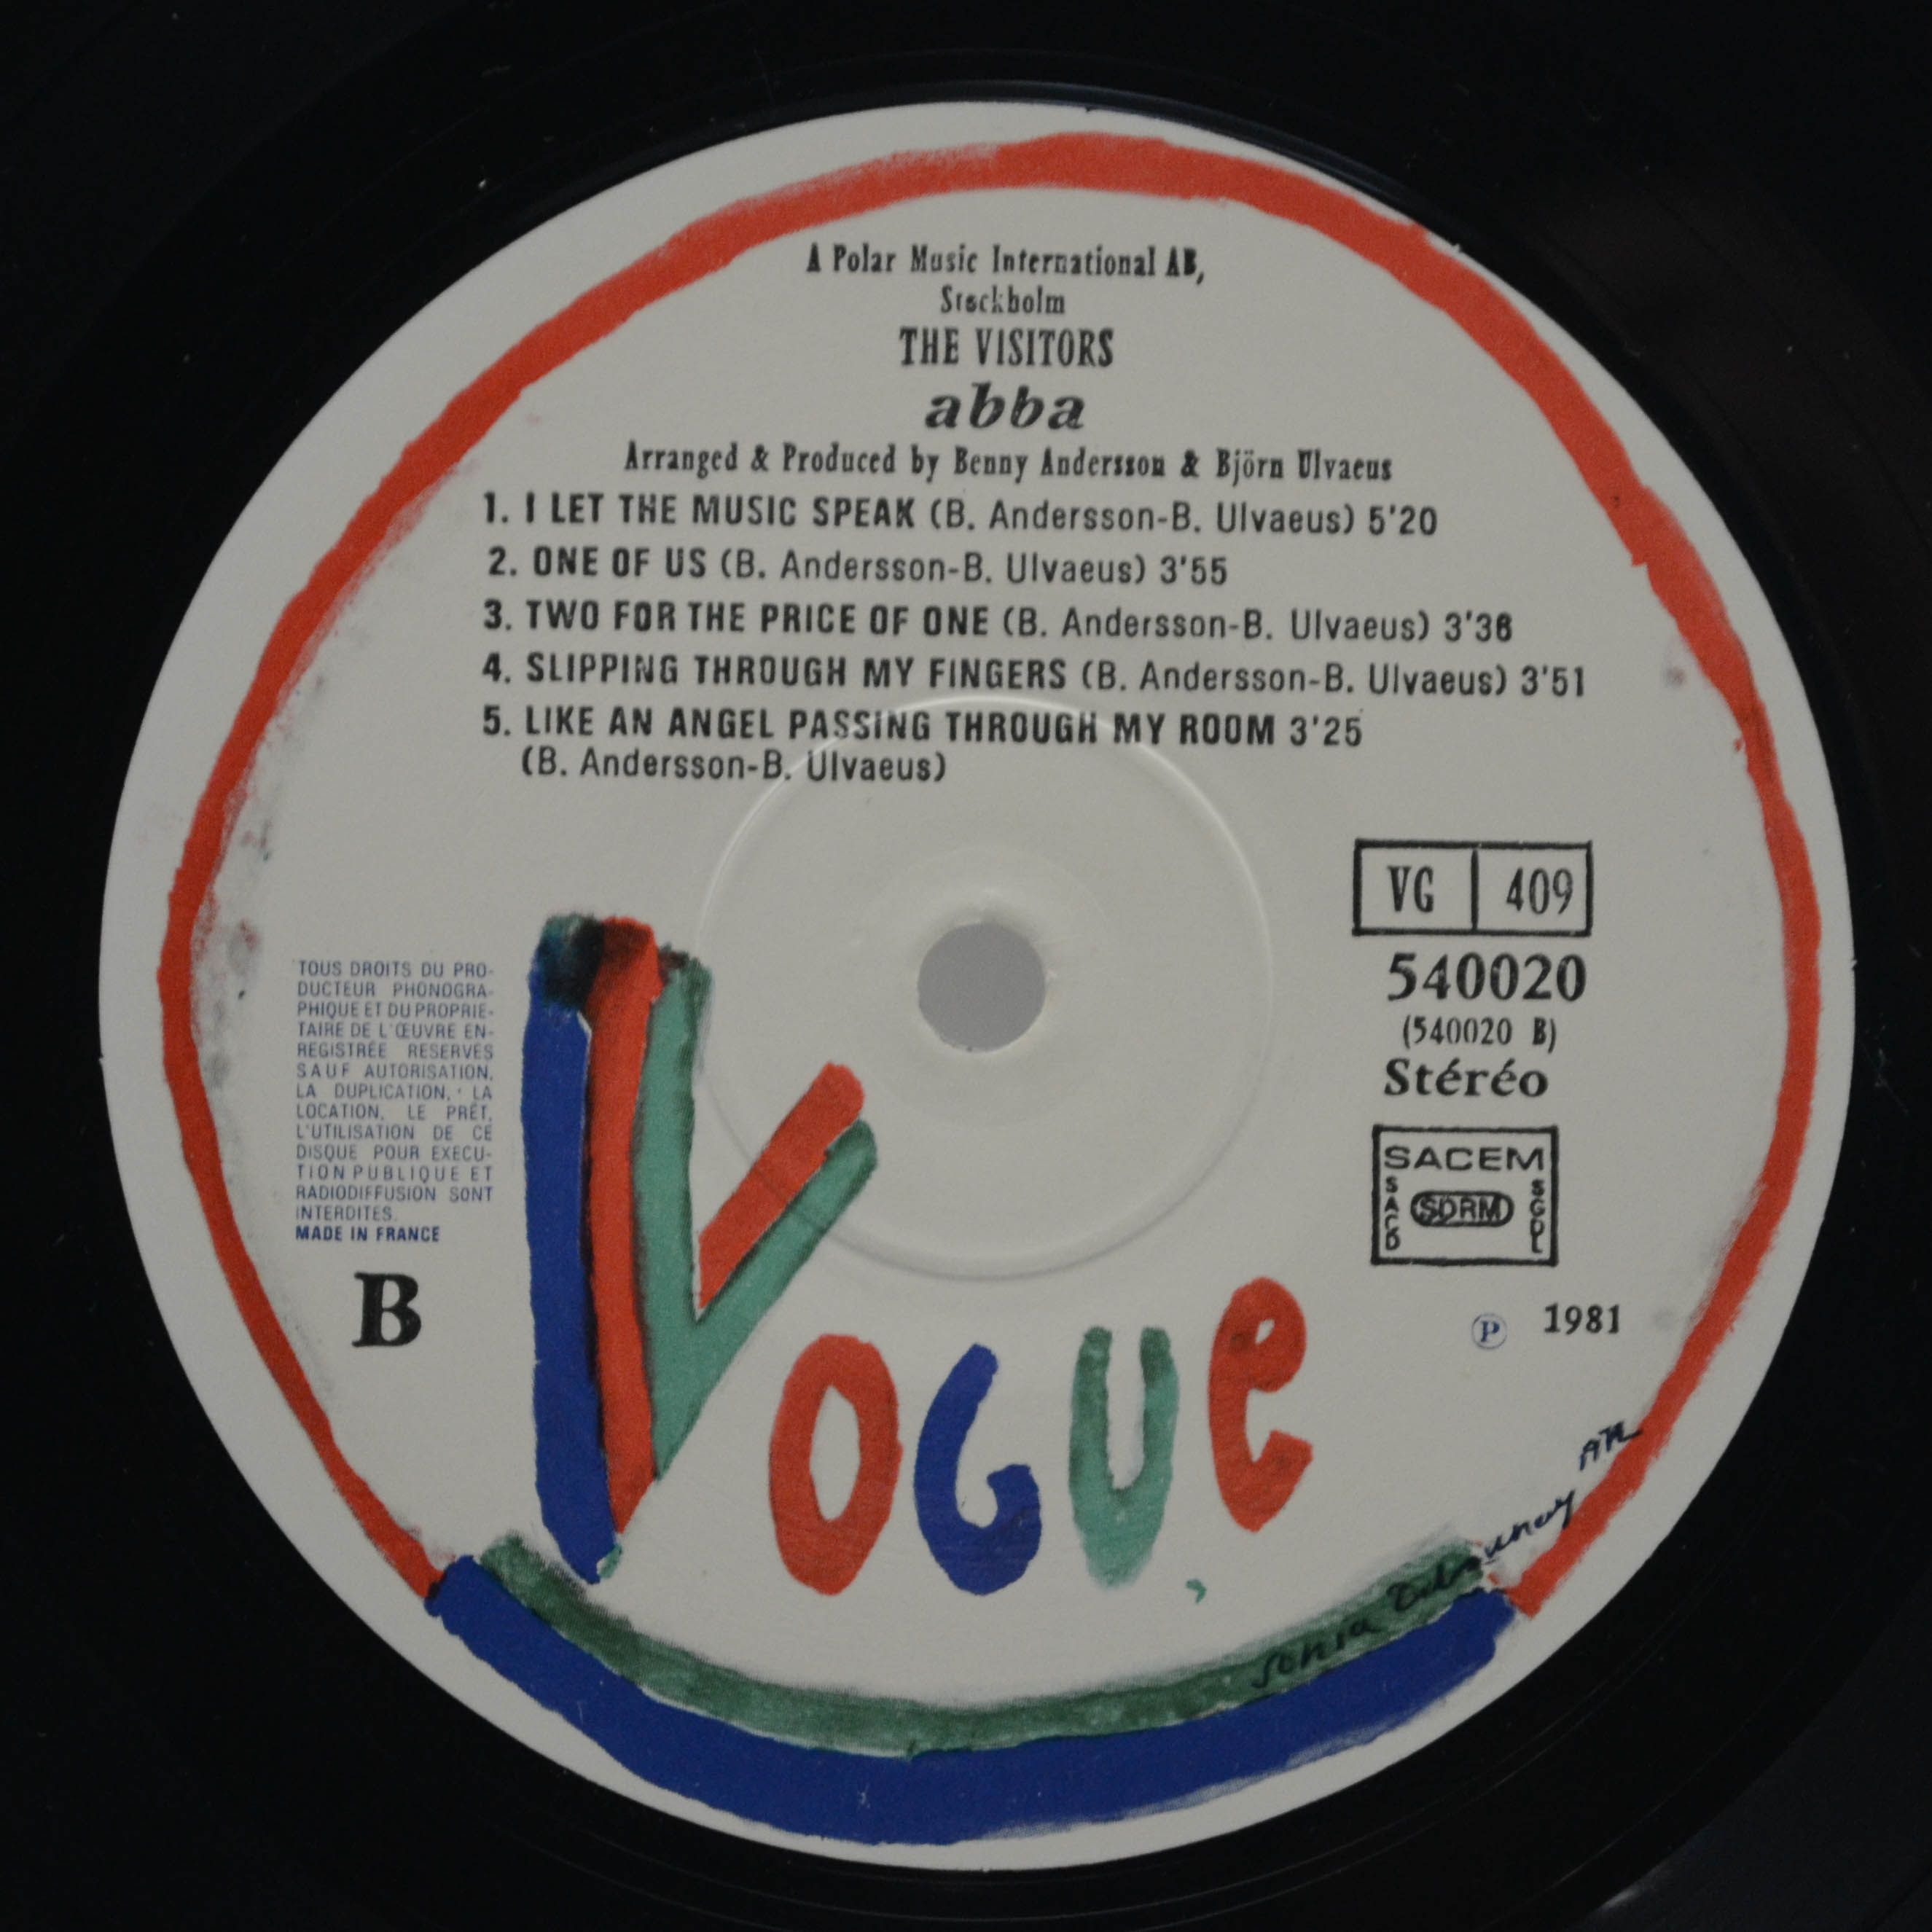 A Polar Music International AB,
Stockholm
THE VISITORS
abba
Arranged & Produced by Benny Andersson & Björn Ulvaeus
1. I LET THE MUSIC SPEAK (B. Andersson-B. Ulvaeus) 5'20
2. ONE OF US (B. Andersson-B. Ulvaeus) 3'55
3. TWO FOR THE PRICE OF ONE (B. Andersson-B. Ulvaeus) 3'36
4. SLIPPING THROUGH MY FINGERS (B. Andersson-B. Ulvaeus) 3'51
5. LIKE AN ANGEL PASSING THROUGH MY ROOM 3'25
(B. Andersson-B. Ulvaeus)
VG 409
540020
(540020 B)
Stéréo
SACEM
SACD SDRM SGDL
℗ 1981
TOUS DROITS DU PRO-
DUCTEUR PHONOGRA-
PHIQUE ET DU PROPRIE-
TAIRE DE L'ŒUVRE EN-
REGISTRÉE RESERVÉS
SAUF AUTORISATION,
LA DUPLICATION, LA
LOCATION, LE PRÊT,
L'UTILISATION DE CE
DISQUE POUR EXECU-
TION PUBLIQUE ET
RADIODIFFUSION SONT
INTERDITES.
MADE IN FRANCE
B
VOGUe
sonia Delaunay